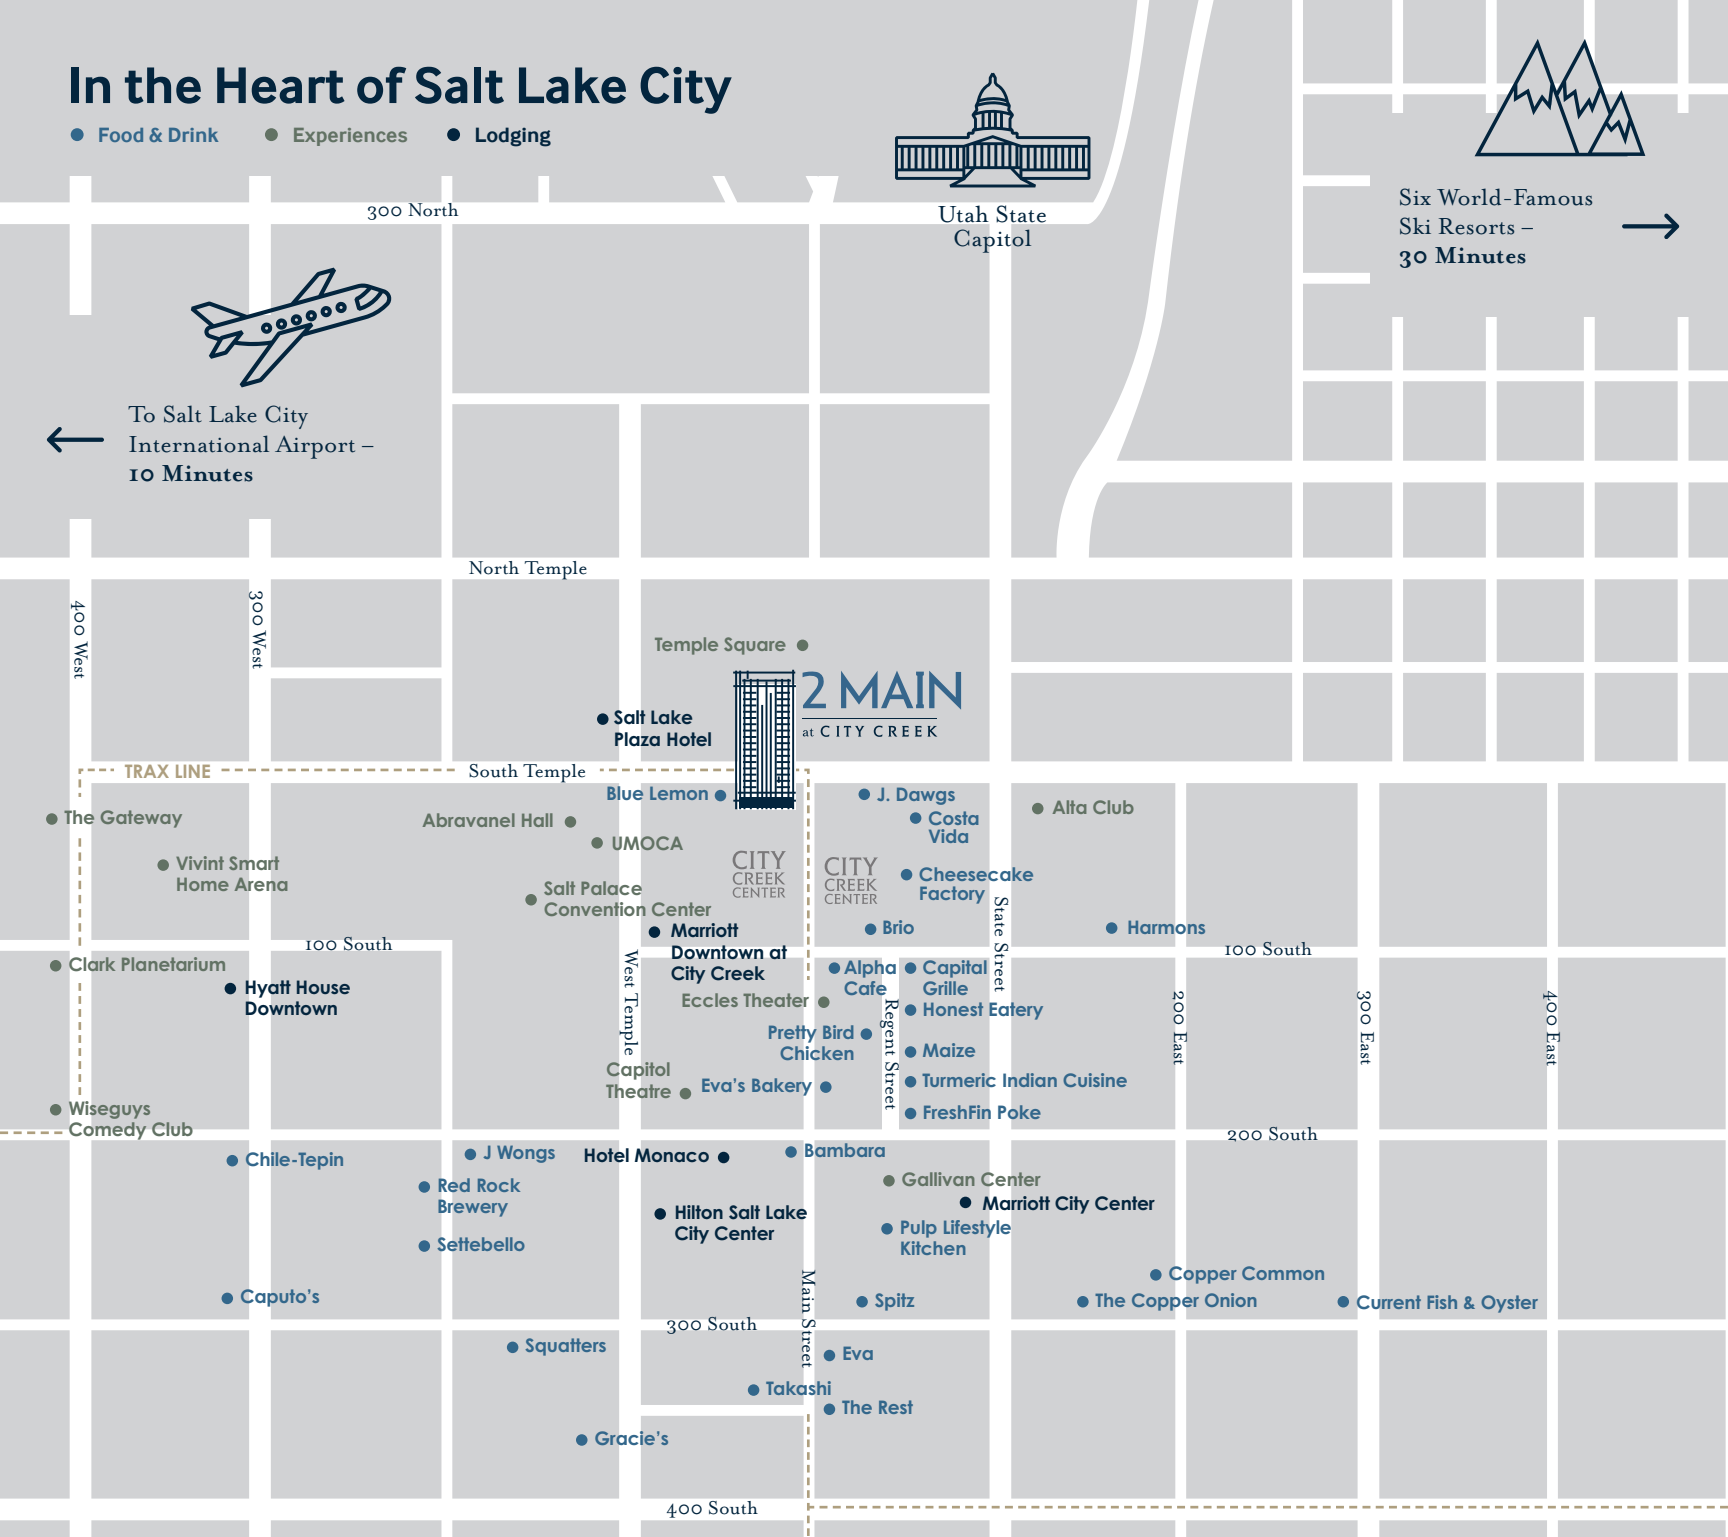 In the Heart of Salt Lake City
Food & Drink
Experiences
Lodging
300 North
Utah State
Capitol
Six World-Famous
Ski Resorts –
30 Minutes
To Salt Lake City
International Airport –
10 Minutes
North Temple
400 West
300 West
Temple Square
2 MAIN
at CITY CREEK
Salt Lake
Plaza Hotel
TRAX LINE
South Temple
Blue Lemon
J. Dawgs
Costa
Vida
Alta Club
The Gateway
Abravanel Hall
UMOCA
Vivint Smart
Home Arena
CITY
CREEK
CENTER
CITY
CREEK
CENTER
Cheesecake
Factory
Salt Palace
Convention Center
State Street
Brio
Harmons
Marriott
Downtown at
City Creek
100 South
100 South
West Temple
Clark Planetarium
Alpha
Cafe
Capital
Grille
Hyatt House
Downtown
Eccles Theater
Honest Eatery
Regent Street
200 East
300 East
400 East
Pretty Bird
Chicken
Maize
Capitol
Theatre
Eva's Bakery
Turmeric Indian Cuisine
FreshFin Poke
Wiseguys
Comedy Club
200 South
Chile-Tepin
J Wongs
Hotel Monaco
Bambara
Red Rock
Brewery
Gallivan Center
Marriott City Center
Hilton Salt Lake
City Center
Pulp Lifestyle
Kitchen
Settebello
Main Street
Copper Common
Caputo's
Spitz
The Copper Onion
Current Fish & Oyster
300 South
Squatters
Eva
Takashi
The Rest
Gracie's
400 South